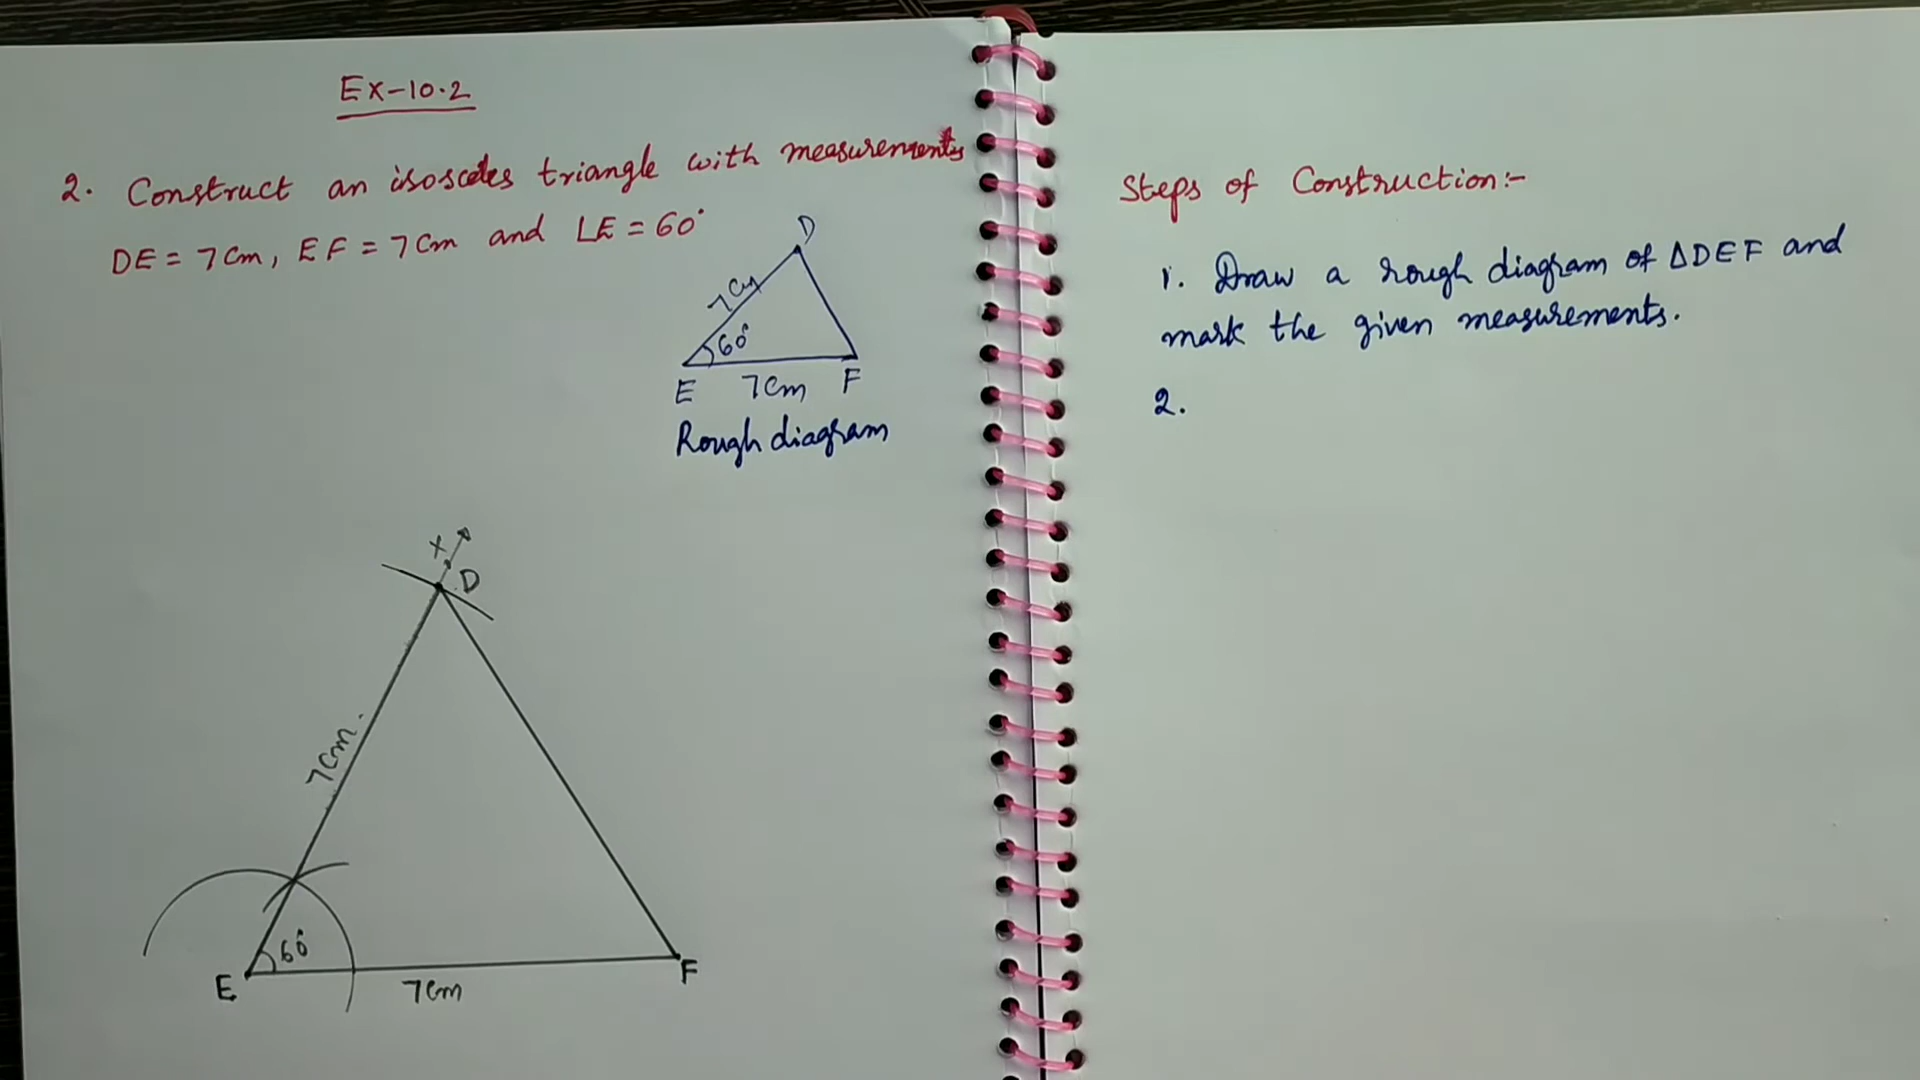 Ex-10.2
2. Construct an isosceles triangle with measurements
DE = 7cm, EF = 7cm and ∠E = 60°
D
7cm
60°
E 7cm F
Rough diagram
X
D
7cm.
60°
E
7cm
F
Steps of Construction:-
1. Draw a rough diagram of ΔDEF and
mark the given measurements.
2.